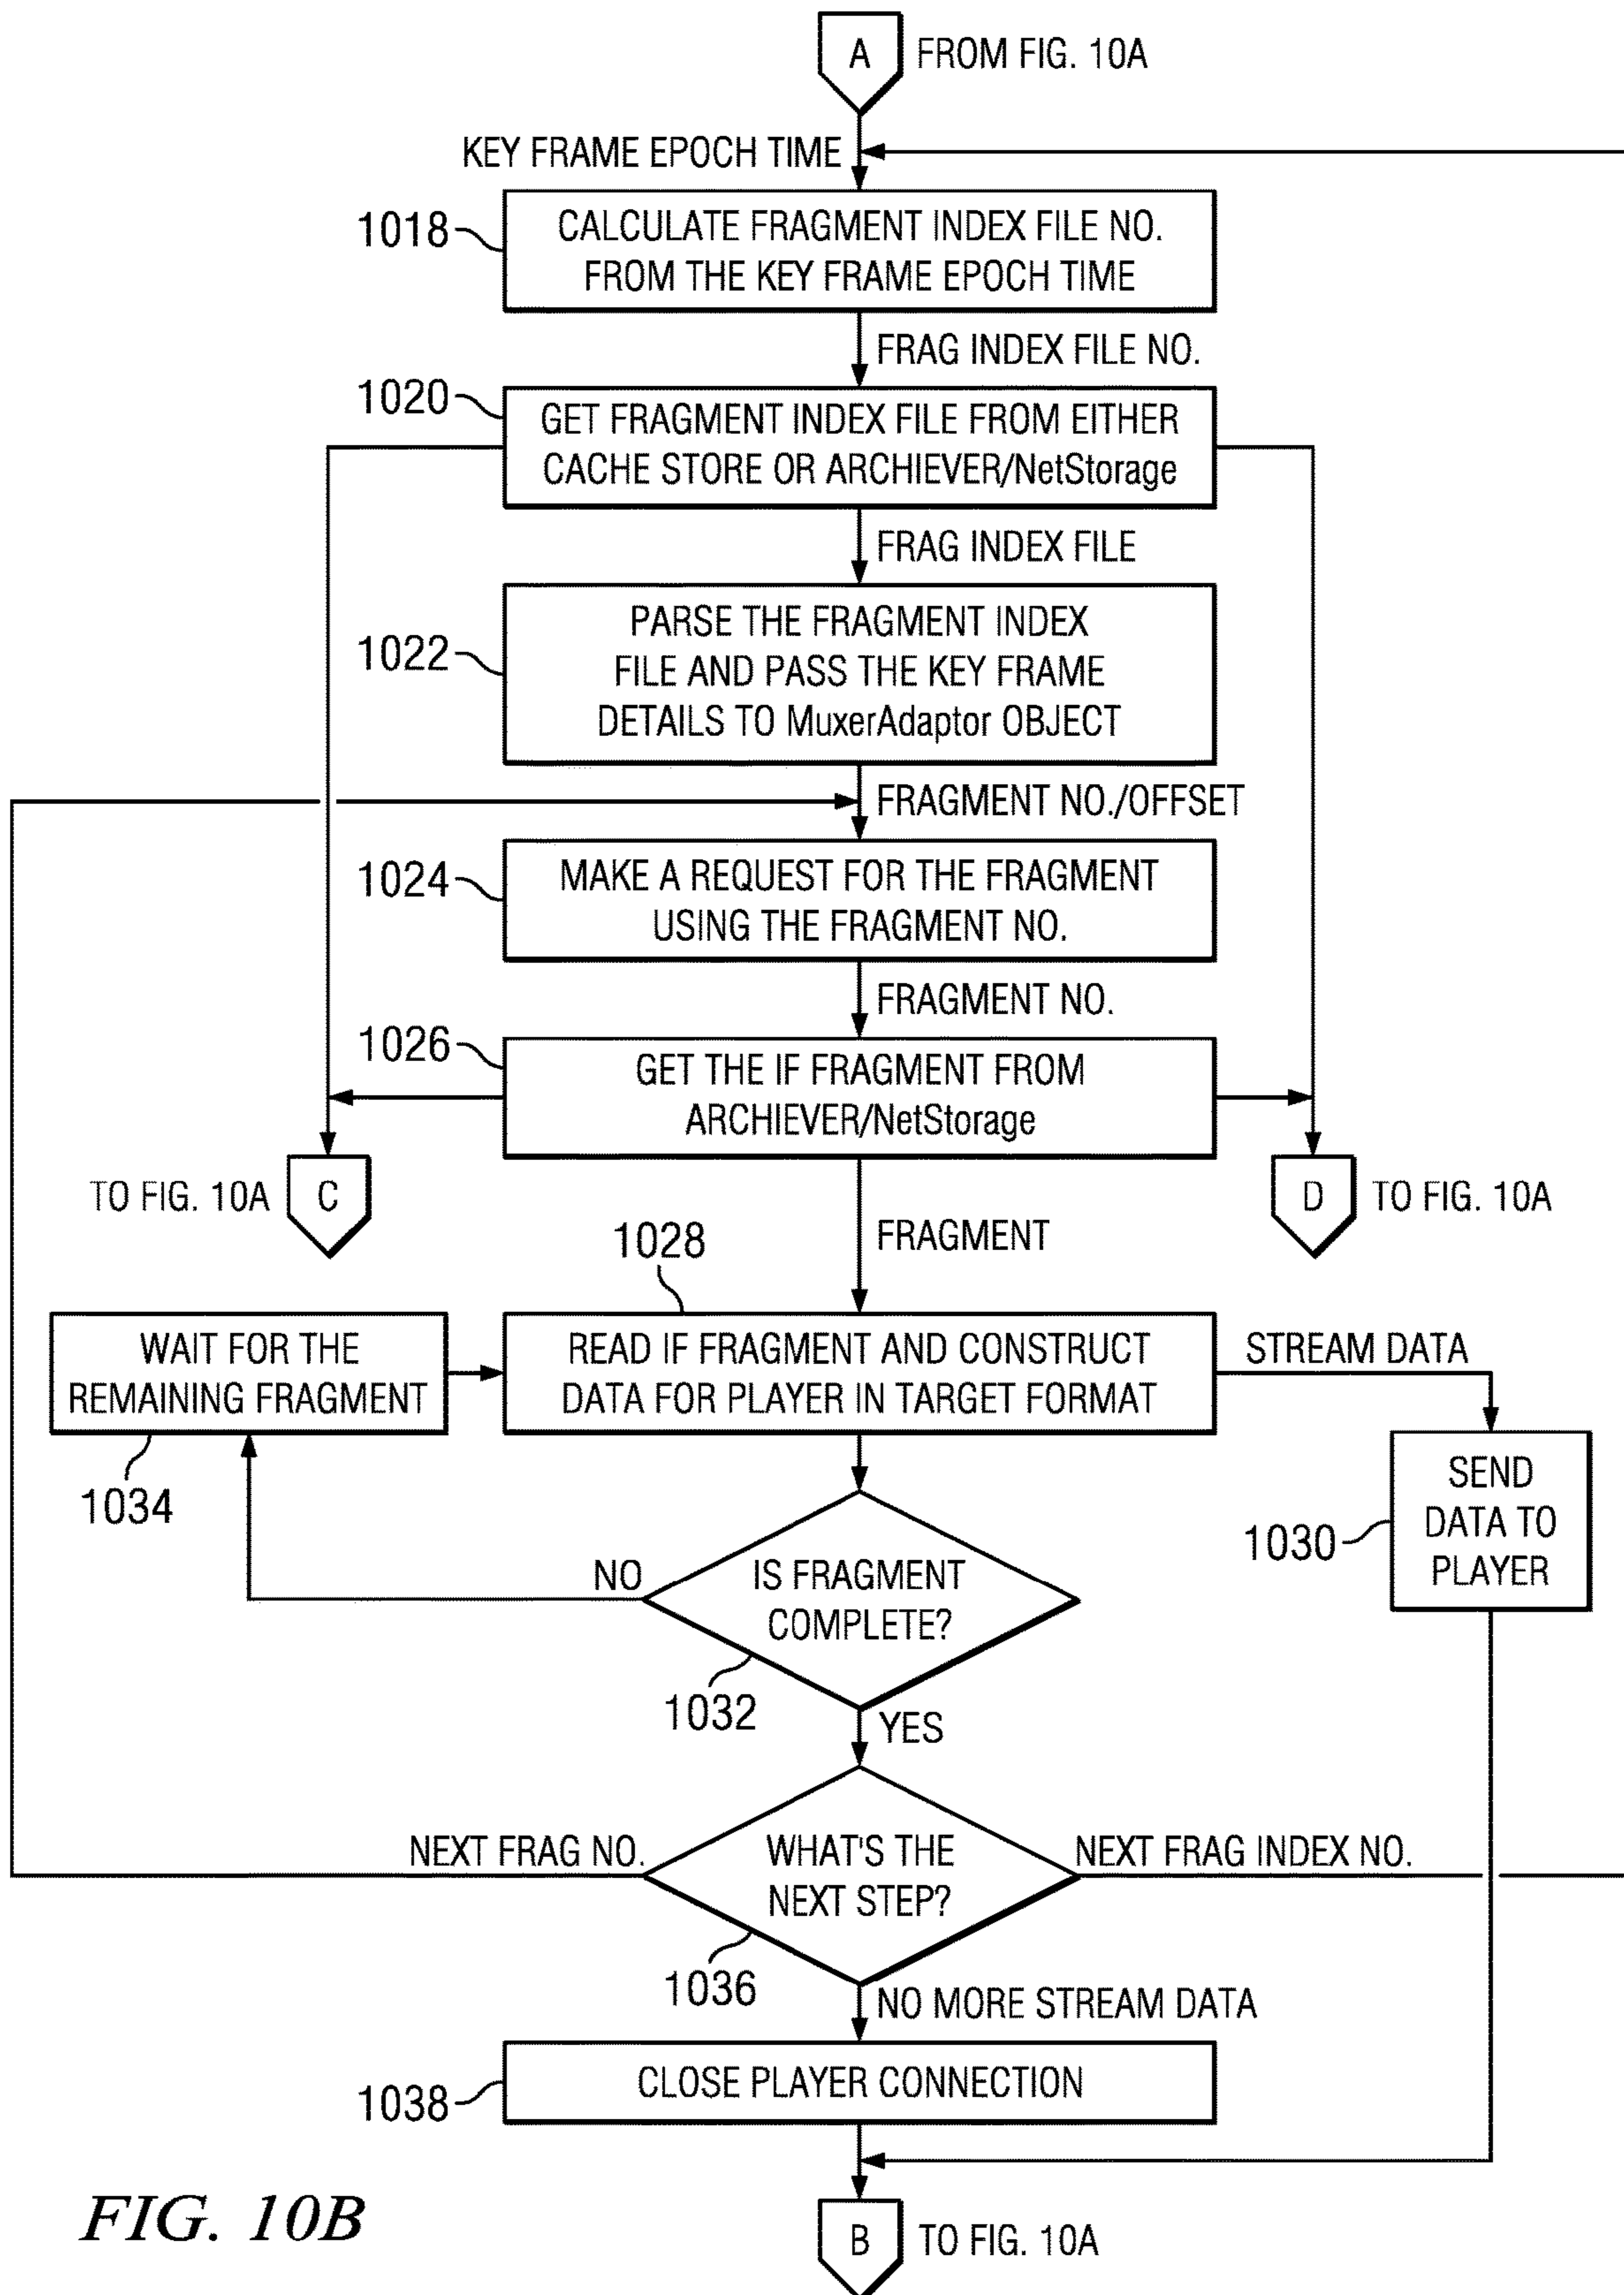 A FROM FIG. 10A
KEY FRAME EPOCH TIME
1018
CALCULATE FRAGMENT INDEX FILE NO.
FROM THE KEY FRAME EPOCH TIME
FRAG INDEX FILE NO.
1020
GET FRAGMENT INDEX FILE FROM EITHER
CACHE STORE OR ARCHIEVER/NetStorage
FRAG INDEX FILE
1022
PARSE THE FRAGMENT INDEX
FILE AND PASS THE KEY FRAME
DETAILS TO MuxerAdaptor OBJECT
FRAGMENT NO./OFFSET
1024
MAKE A REQUEST FOR THE FRAGMENT
USING THE FRAGMENT NO.
FRAGMENT NO.
1026
GET THE IF FRAGMENT FROM
ARCHIEVER/NetStorage
TO FIG. 10A C
D TO FIG. 10A
FRAGMENT
1028
WAIT FOR THE
REMAINING FRAGMENT
1034
READ IF FRAGMENT AND CONSTRUCT
DATA FOR PLAYER IN TARGET FORMAT
STREAM DATA
SEND
DATA TO
PLAYER
1030
NO
IS FRAGMENT
COMPLETE?
1032
YES
NEXT FRAG NO.
WHAT'S THE
NEXT STEP?
NEXT FRAG INDEX NO.
1036
NO MORE STREAM DATA
CLOSE PLAYER CONNECTION
1038
FIG. 10B
B TO FIG. 10A